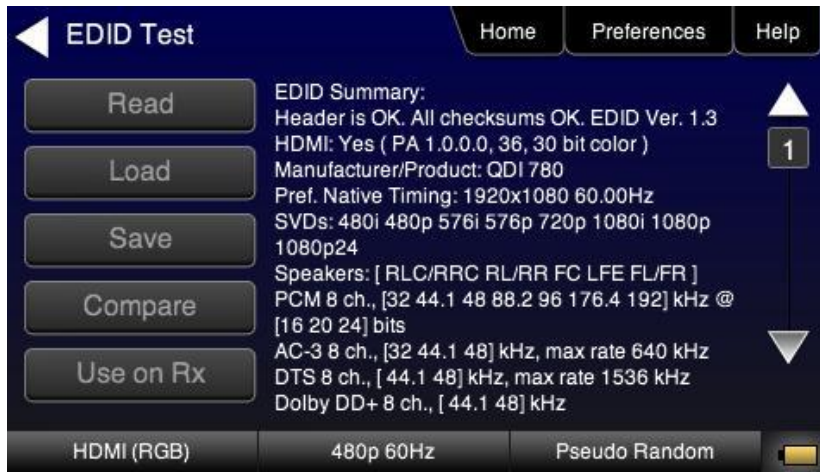 EDID Test
Home
Preferences
Help
Read
Load
Save
Compare
Use on Rx
EDID Summary:
Header is OK. All checksums OK. EDID Ver. 1.3
HDMI: Yes ( PA 1.0.0.0, 36, 30 bit color )
Manufacturer/Product: QDI 780
Pref. Native Timing: 1920x1080 60.00Hz
SVDs: 480i 480p 576i 576p 720p 1080i 1080p
1080p24
Speakers: [ RLC/RRC RL/RR FC LFE FL/FR ]
PCM 8 ch., [32 44.1 48 88.2 96 176.4 192] kHz @
[16 20 24] bits
AC-3 8 ch., [32 44.1 48] kHz, max rate 640 kHz
DTS 8 ch., [ 44.1 48] kHz, max rate 1536 kHz
Dolby DD+ 8 ch., [ 44.1 48] kHz
1
HDMI (RGB)
480p 60Hz
Pseudo Random